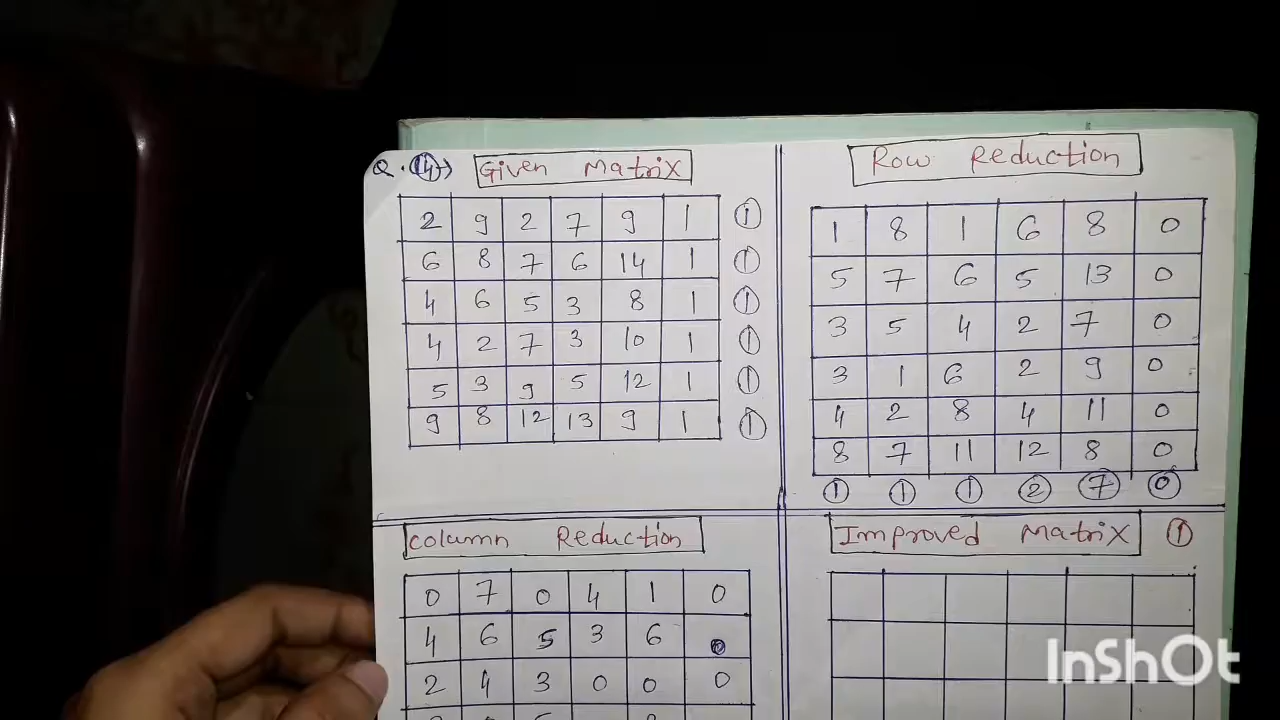 Q. 14→ Given Matrix
2 9 2 7 9 1 ①
6 8 7 6 14 1 ①
4 6 5 3 8 1 ①
4 2 7 3 10 1 ①
5 3 9 5 12 1 ①
9 8 12 13 9 1 ①
Row Reduction
1 8 1 6 8 0
5 7 6 5 13 0
3 5 4 2 7 0
3 1 6 2 9 0
4 2 8 4 11 0
8 7 11 12 8 0
① ① ① ② ⑦ ⓪
Column Reduction
0 7 0 4 1 0
4 6 5 3 6 0
2 4 3 0 0 0
Improved Matrix ①
InShOt